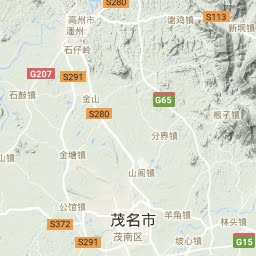 S280
高州市
潘州
谢鸡镇
S113
石仔岭
新垌镇
G207
S291
石鼓镇
金山
G65
S280
根子镇
分界镇
山镇
金塘镇
山阁镇
公馆镇
茂名市
羊角镇
林头镇
S372
茂南区
S291
坡心镇
G15